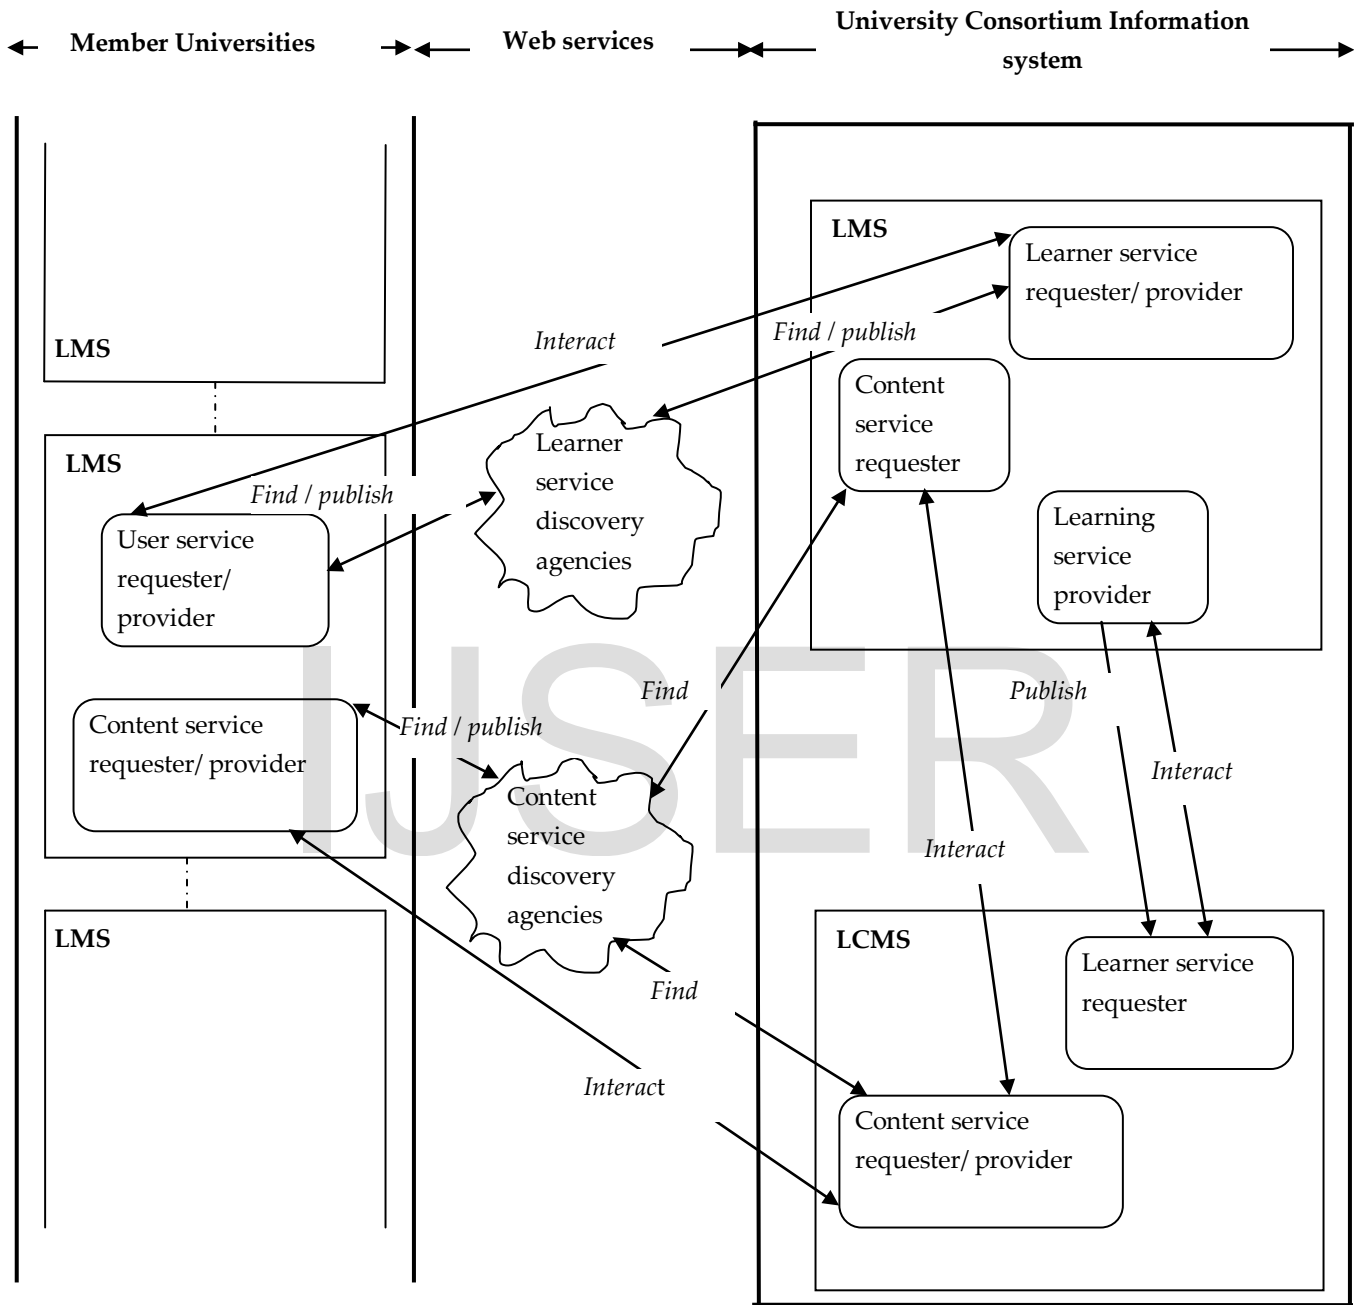 Member Universities
Web services
University Consortium Information
system
LMS
LMS
User service
requester/
provider
Content service
requester/ provider
LMS
Interact
Find / publish
Find / publish
Learner
service
discovery
agencies
Find / publish
Find
Content
service
discovery
agencies
Find
Interact
LMS
Learner service
requester/ provider
Content
service
requester
Learning
service
provider
Publish
Interact
Interact
LCMS
Learner service
requester
Content service
requester/ provider
IJSER